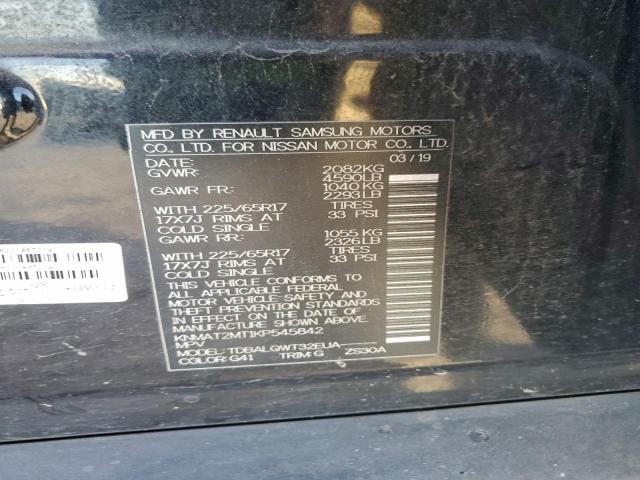 MFD BY RENAULT SAMSUNG MOTORS
CO., LTD. FOR NISSAN MOTOR CO., LTD.
DATE: 03/19
GVWR: 2082KG
4590LB
GAWR FR: 1040KG
2293LB
WITH 225/65R17 TIRES
17X7J RIMS AT 33 PSI
COLD SINGLE
GAWR RR: 1055KG
2326LB
WITH 225/65R17 TIRES
17X7J RIMS AT 33 PSI
COLD SINGLE
THIS VEHICLE CONFORMS TO
ALL APPLICABLE FEDERAL
MOTOR VEHICLE SAFETY AND
THEFT PREVENTION STANDARDS
IN EFFECT ON THE DATE OF
MANUFACTURE SHOWN ABOVE.
KNMAT2MT1KP545842
MPV
MODEL: TDBALGWT32EUA
COLOR: G41 TRIM: G ZS30A